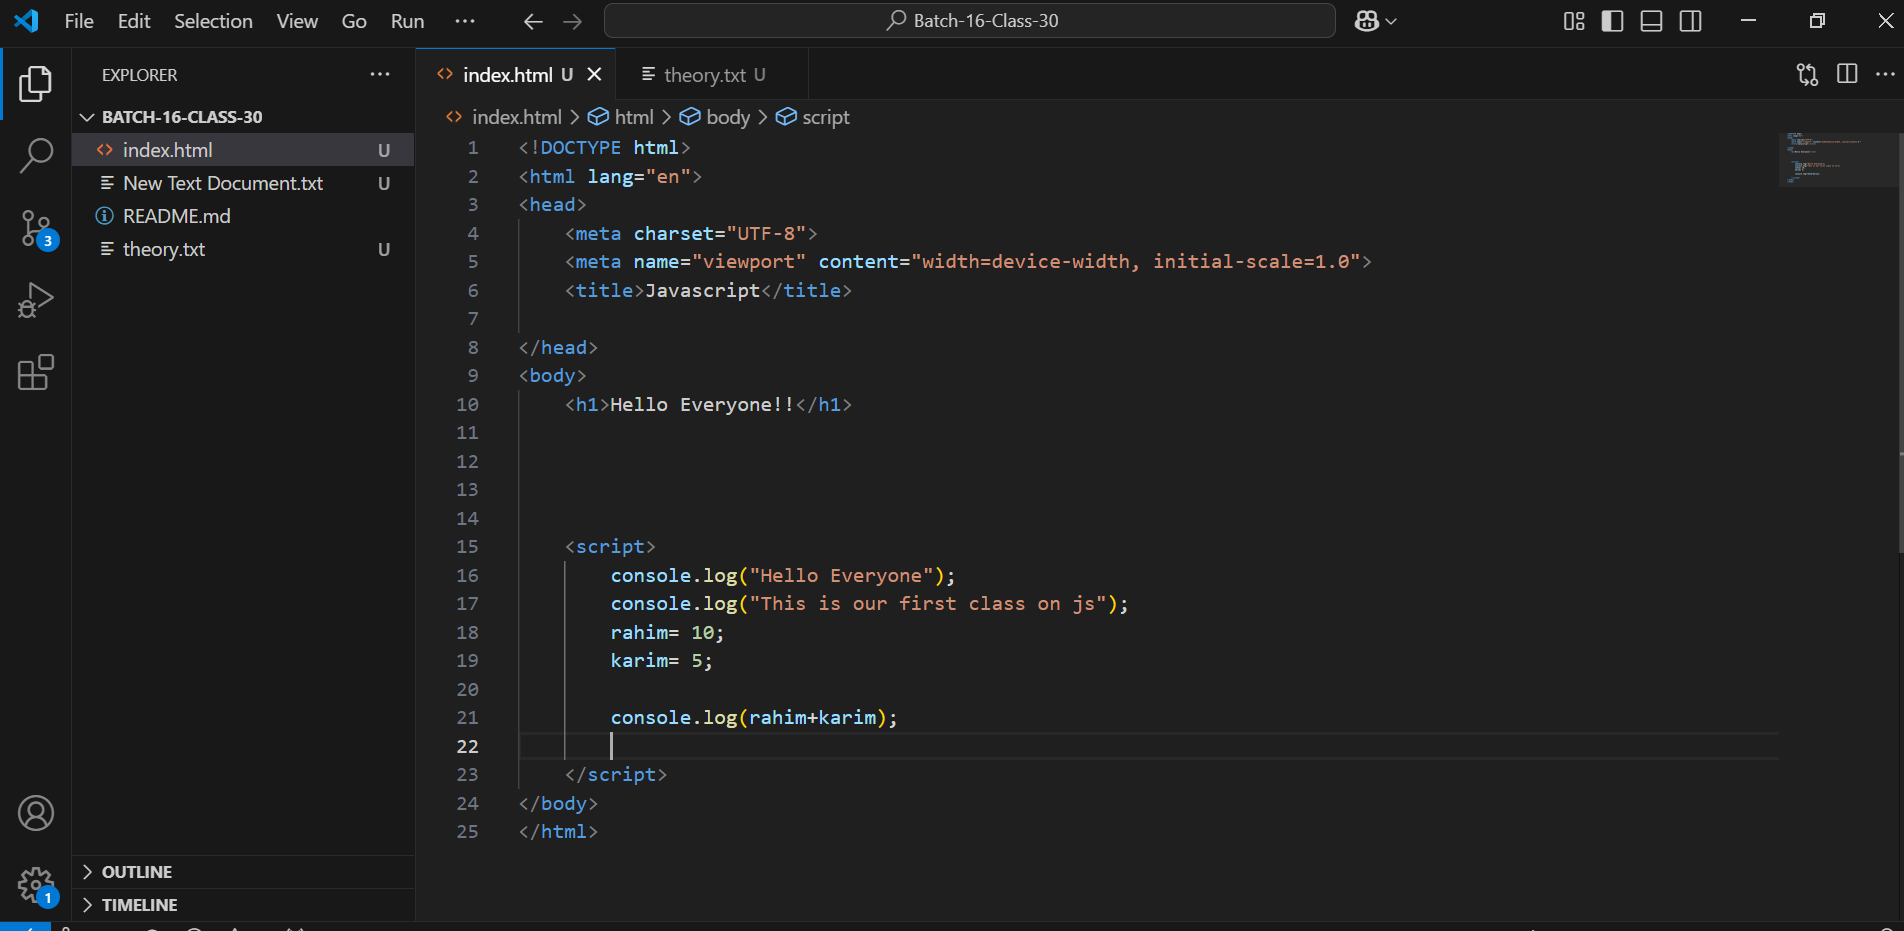 File Edit Selection View Go Run ··· Batch-16-Class-30
EXPLORER ···
BATCH-16-CLASS-30
index.html U
New Text Document.txt U
README.md
theory.txt U
OUTLINE
TIMELINE
3
1
index.html U theory.txt U
index.html > html > body > script
1 <!DOCTYPE html>
2 <html lang="en">
3 <head>
4     <meta charset="UTF-8">
5     <meta name="viewport" content="width=device-width, initial-scale=1.0">
6     <title>Javascript</title>
7
8 </head>
9 <body>
10     <h1>Hello Everyone!!</h1>
11
12
13
14
15     <script>
16         console.log("Hello Everyone");
17         console.log("This is our first class on js");
18         rahim= 10;
19         karim= 5;
20
21         console.log(rahim+karim);
22
23     </script>
24 </body>
25 </html>